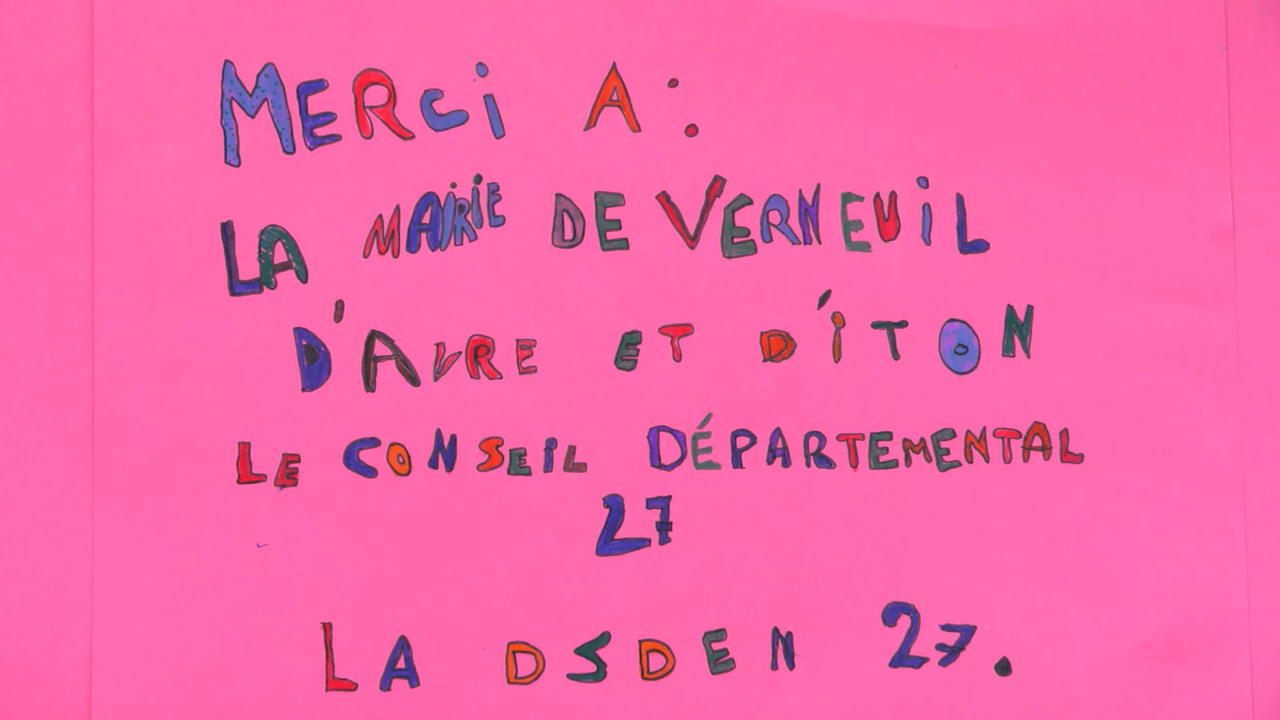 MERCi A :
LA MAiRiE DE VERNEUiL
D'AVRE ET D'iTON
LE CONSEiL DÉPARTEMENTAL
27
LA DSDEN 27.